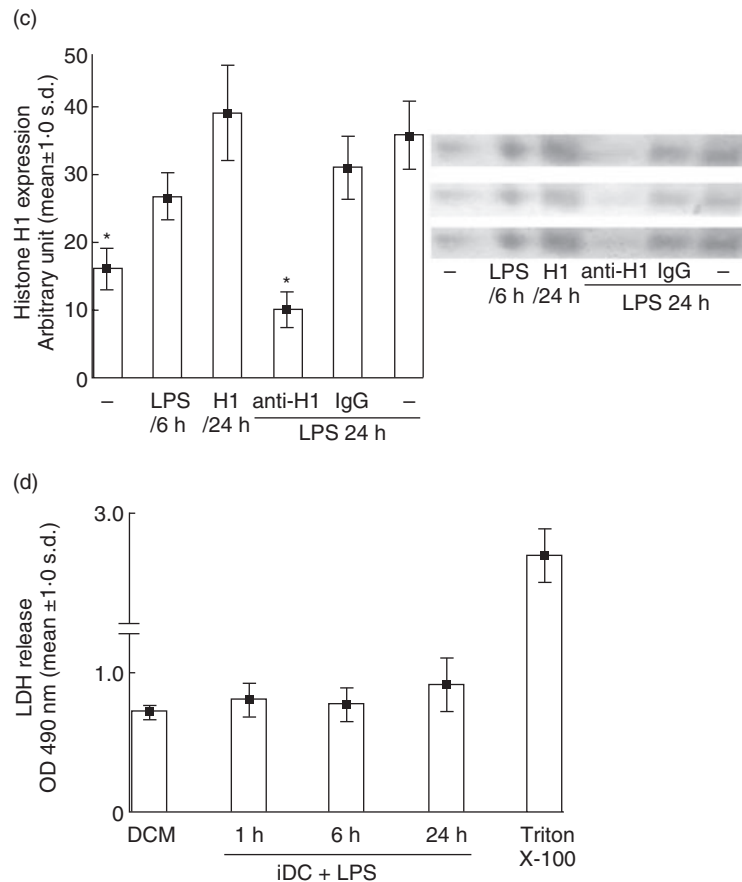 (c)
Histone H1 expression
Arbitrary unit (mean±1·0 s.d.)
50
40
30
20
10
0
*
*
– LPS H1 anti-H1 IgG –
/6 h /24 h LPS 24 h
– LPS H1 anti-H1 IgG –
/6 h /24 h LPS 24 h
(d)
LDH release
OD 490 nm (mean ±1·0 s.d.)
3.0
1.0
0
DCM 1 h 6 h 24 h Triton
X-100
iDC + LPS